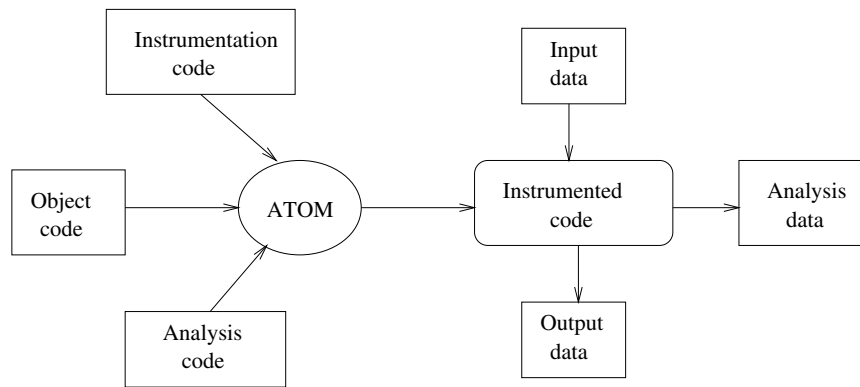 Instrumentation
code
Input
data
Object
code
ATOM
Instrumented
code
Analysis
data
Analysis
code
Output
data